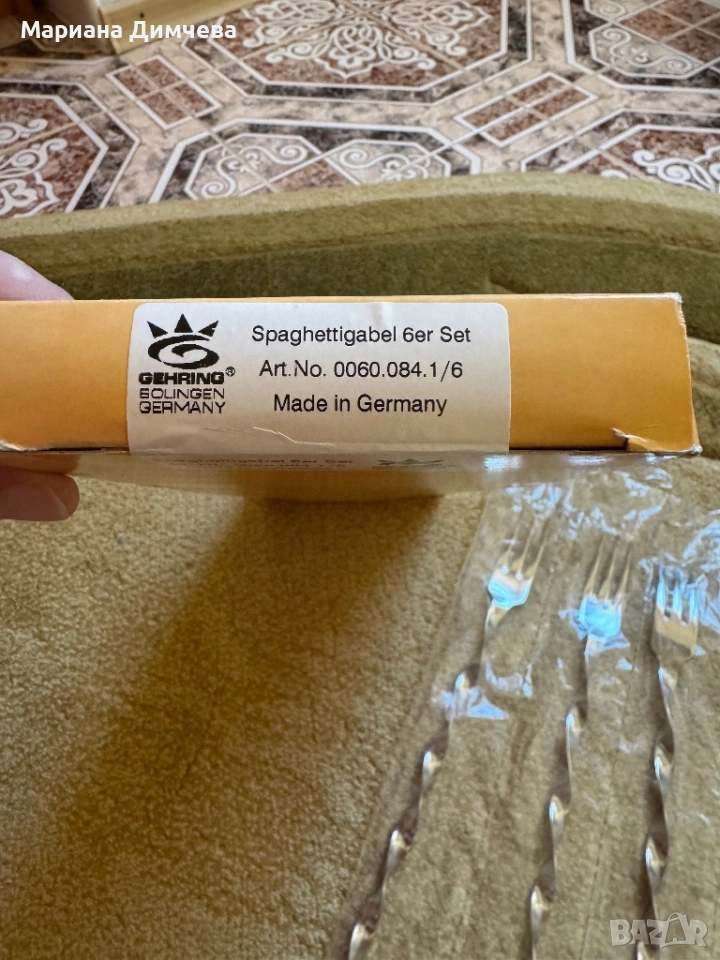 Мариана Димчева
Spaghettigabel 6er Set
Art.No. 0060.084.1/6
Made in Germany
GEHRING®
SOLINGEN
GERMANY
BAZAR